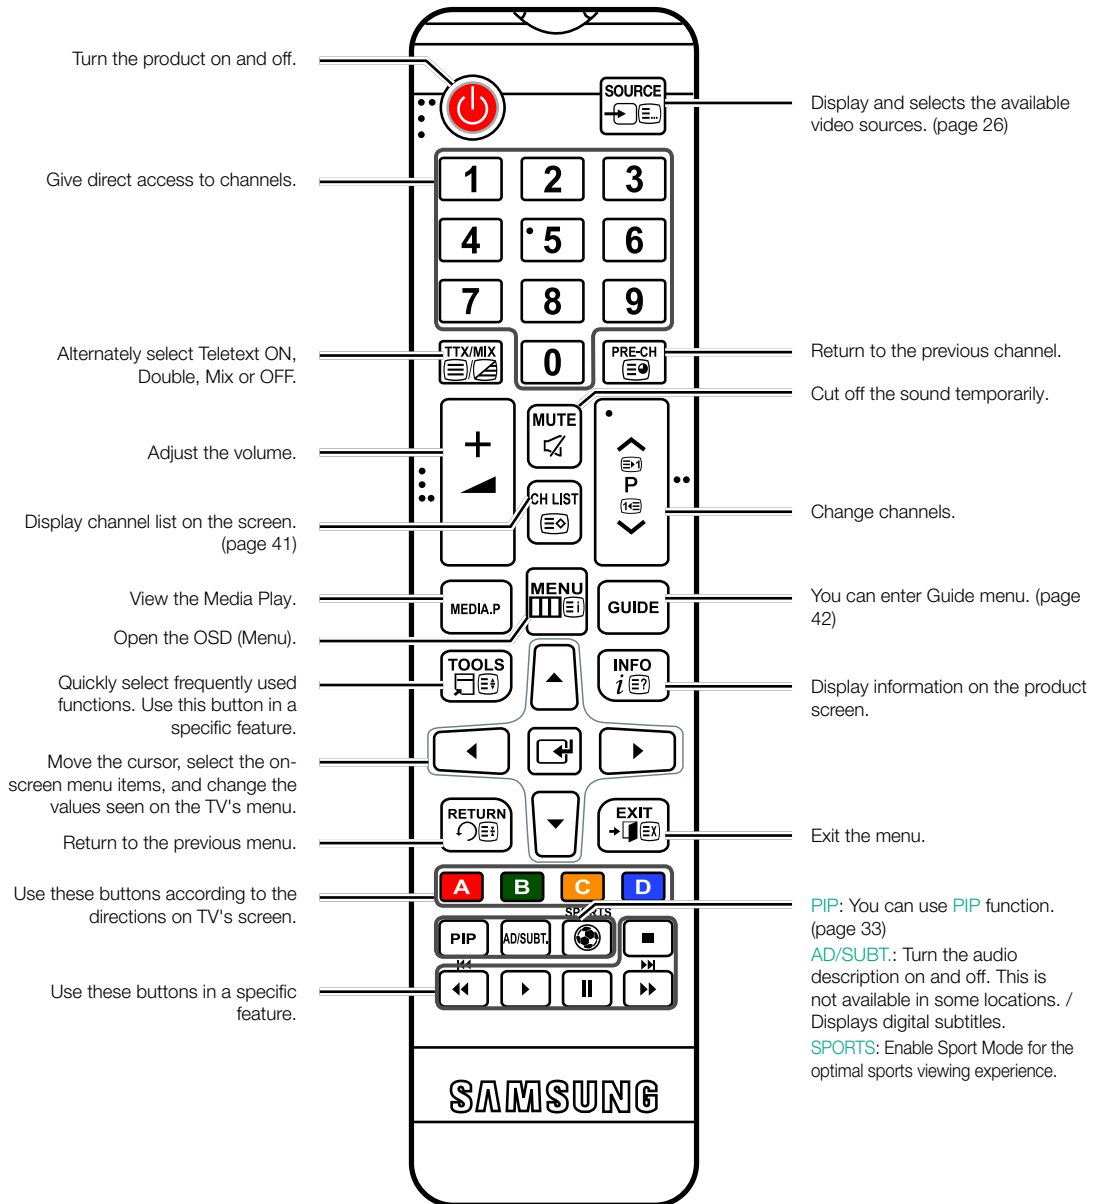 Turn the product on and off.
SOURCE
Display and selects the available
video sources. (page 26)
Give direct access to channels.
1 2 3
4 5 6
7 8 9
0
TTX/MIX
Alternately select Teletext ON,
Double, Mix or OFF.
PRE-CH
Return to the previous channel.
MUTE
Cut off the sound temporarily.
Adjust the volume.
+
P
Change channels.
CH LIST
Display channel list on the screen.
(page 41)
View the Media Play.
MEDIA.P
MENU
GUIDE
You can enter Guide menu. (page
42)
Open the OSD (Menu).
TOOLS
Quickly select frequently used
functions. Use this button in a
specific feature.
INFO
i
Display information on the product
screen.
Move the cursor, select the on-
screen menu items, and change the
values seen on the TV's menu.
RETURN
Return to the previous menu.
EXIT
Exit the menu.
Use these buttons according to the
directions on TV's screen.
A B C D
SPORTS
PIP AD/SUBT.
PIP: You can use PIP function.
(page 33)
AD/SUBT.: Turn the audio
description on and off. This is
not available in some locations. /
Displays digital subtitles.
SPORTS: Enable Sport Mode for the
optimal sports viewing experience.
Use these buttons in a specific
feature.
SAMSUNG